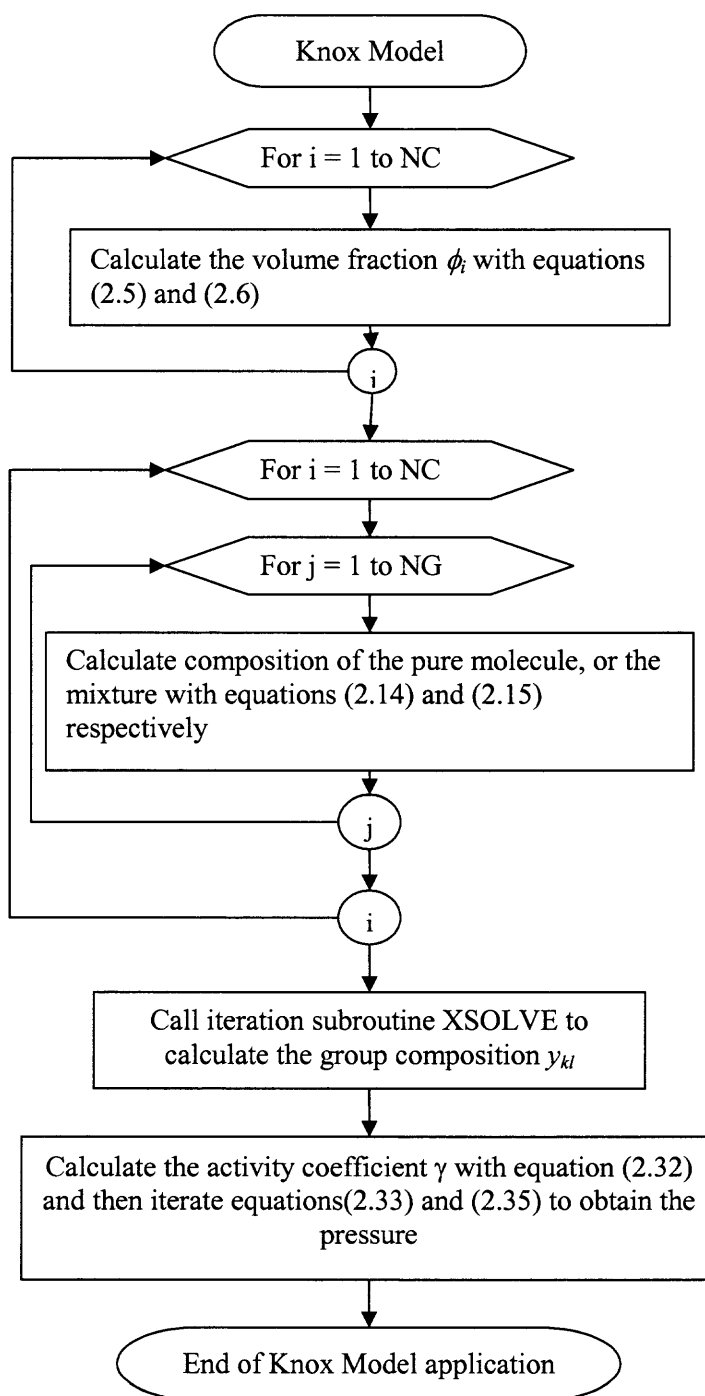 Knox Model
For i = 1 to NC
Calculate the volume fraction ϕi with equations
(2.5) and (2.6)
i
For i = 1 to NC
For j = 1 to NG
Calculate composition of the pure molecule, or the
mixture with equations (2.14) and (2.15)
respectively
j
i
Call iteration subroutine XSOLVE to
calculate the group composition ykl
Calculate the activity coefficient γ with equation (2.32)
and then iterate equations(2.33) and (2.35) to obtain the
pressure
End of Knox Model application